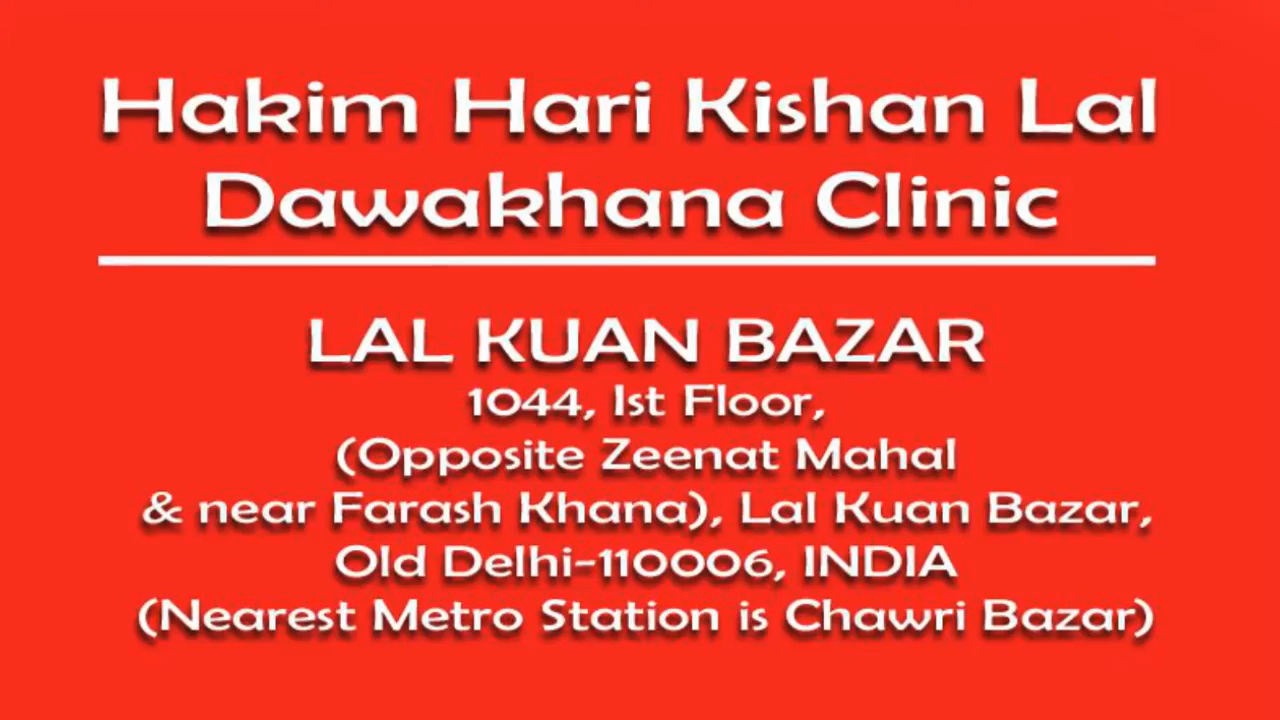 Hakim Hari Kishan Lal
Dawakhana Clinic
LAL KUAN BAZAR
1044, Ist Floor,
(Opposite Zeenat Mahal
& near Farash Khana), Lal Kuan Bazar,
Old Delhi-110006, INDIA
(Nearest Metro Station is Chawri Bazar)